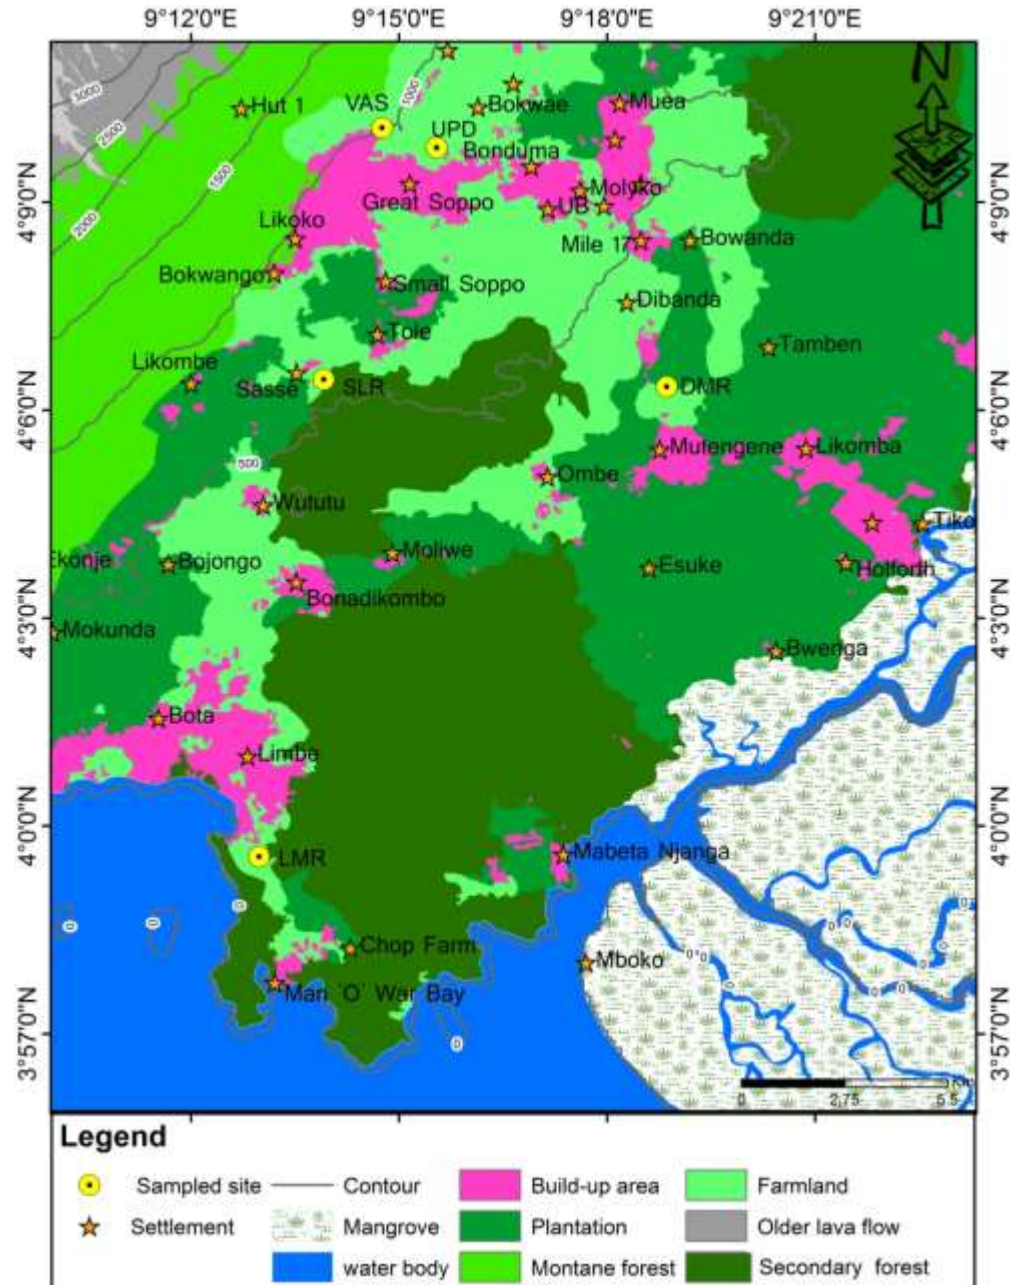 9°12'0"E 9°15'0"E 9°18'0"E 9°21'0"E
N
3000
2500
2000
1500
1000
500
Hut 1
VAS
UPD
Bokwae
Muea
Bonduma
Great Soppo
UB
Molyko
4°9'0"N
4°9'0"N
Likoko
Mile 17
Bowanda
Bokwango
Small Soppo
Dibanda
Tole
Tamben
Likombe
Sasse
SLR
DMR
4°6'0"N
4°6'0"N
Mutengene
Likomba
Ombe
Wututu
Tiko
Moliwe
Ekonje
Bojongo
Esuke
Holforth
Bonadikombo
4°3'0"N
4°3'0"N
Mokunda
Bwenga
Bota
Limbe
4°0'0"N
4°0'0"N
LMR
Mabeta Njanga
0 0 0
Chop Farm
Mboko
Man 'O' War Bay
3°57'0"N
3°57'0"N
0
0 2.75 5.5
Legend
Sampled site Contour Build-up area Farmland
Settlement Mangrove Plantation Older lava flow
water body Montane forest Secondary forest